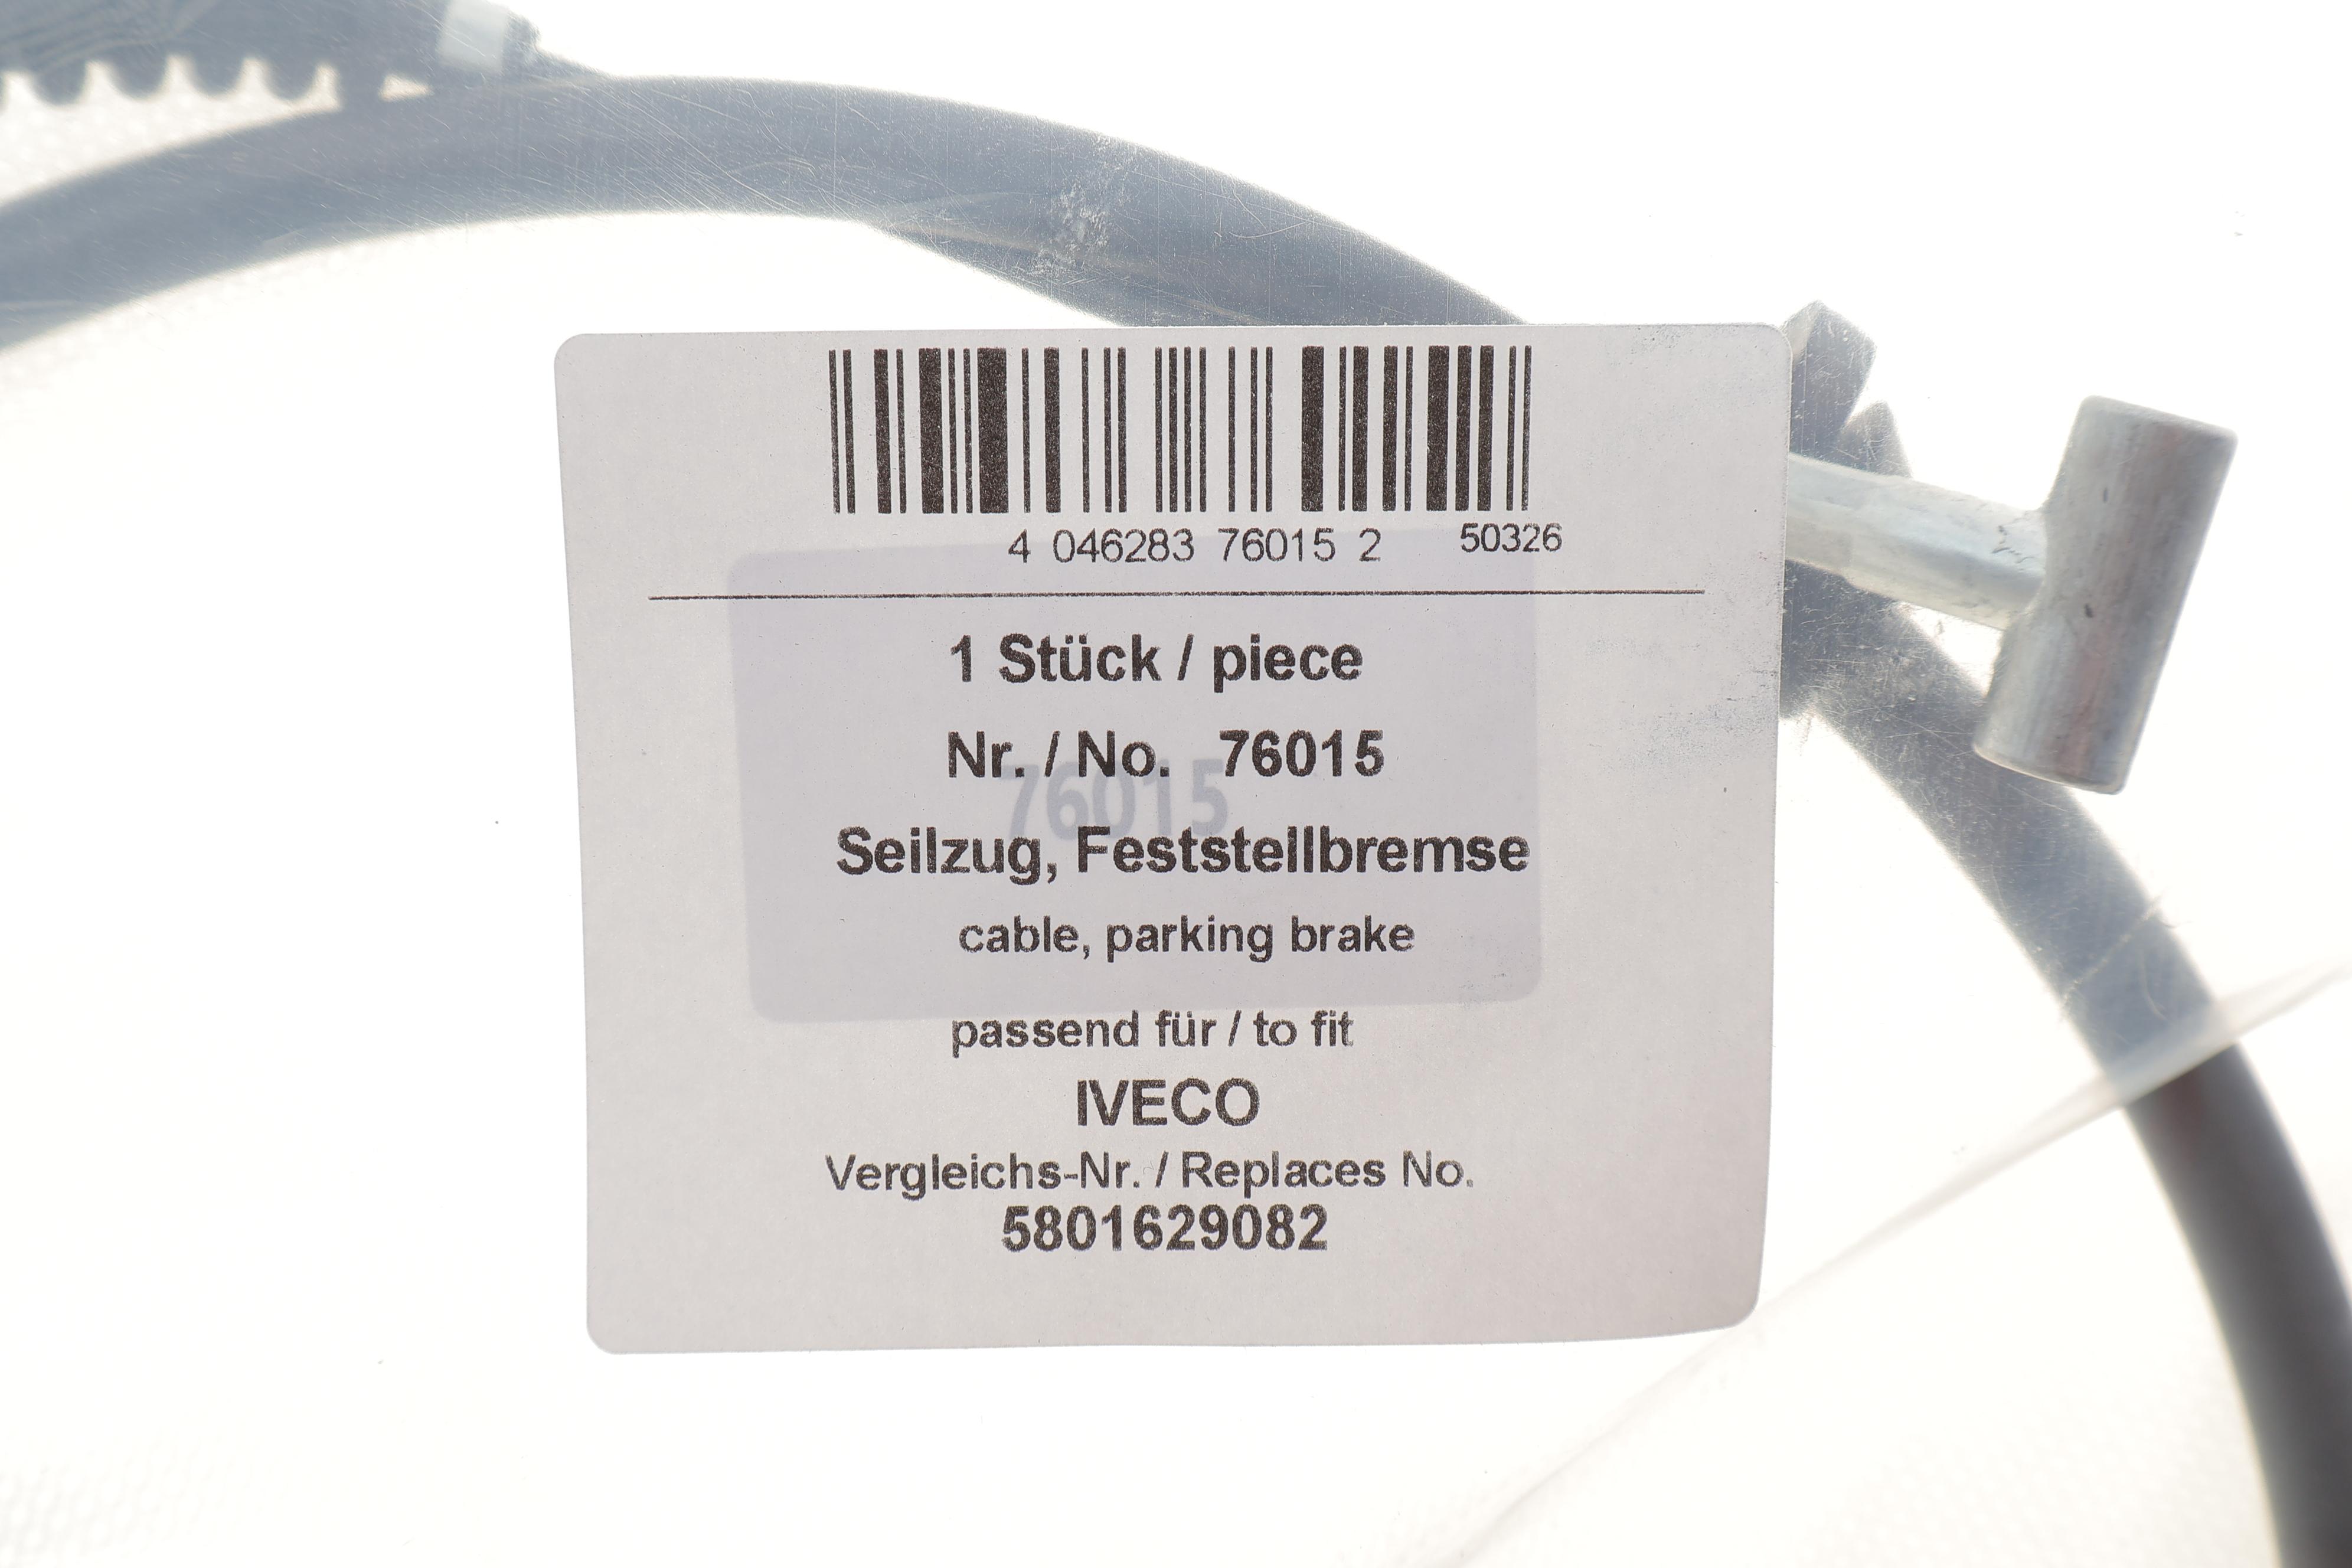 4 046283 76015 2 50326
1 Stück / piece
Nr. / No. 76015
76015
Seilzug, Feststellbremse
cable, parking brake
passend für / to fit
IVECO
Vergleichs-Nr. / Replaces No.
5801629082